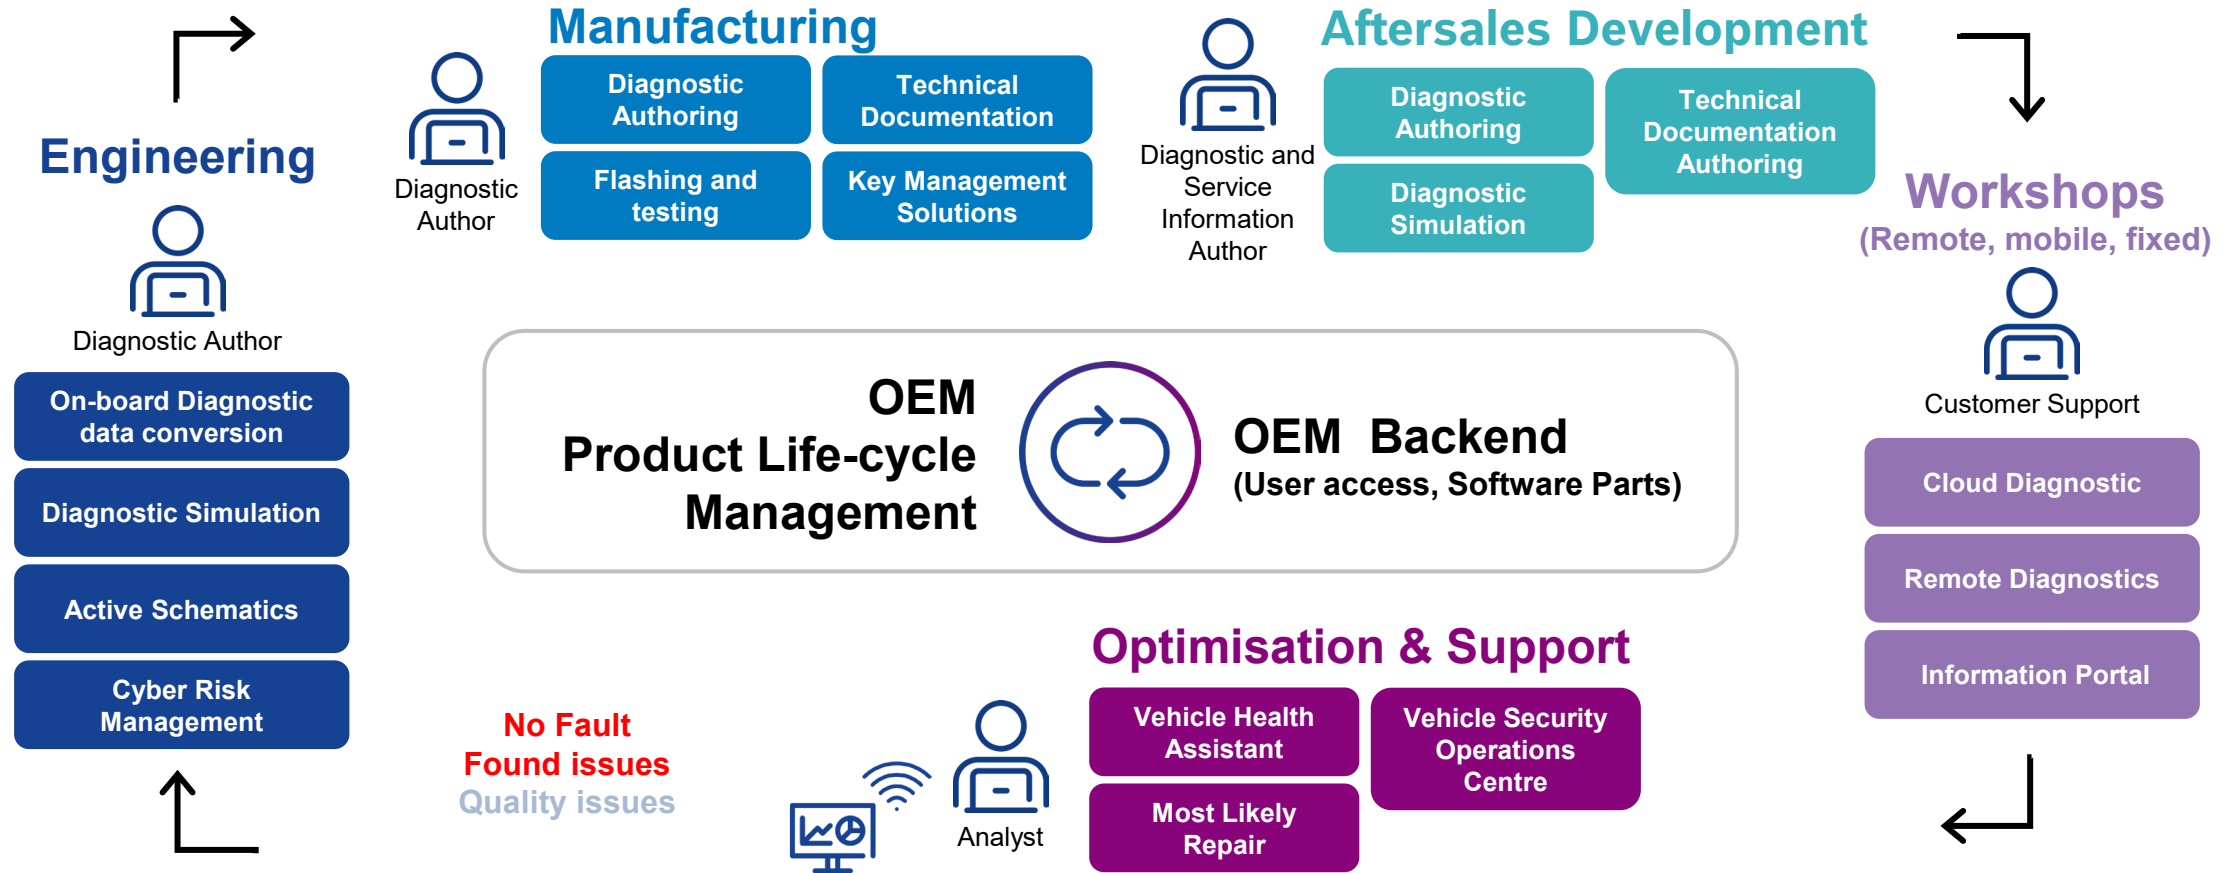 Engineering
Diagnostic Author
On-board Diagnostic
data conversion
Diagnostic Simulation
Active Schematics
Cyber Risk
Management
Manufacturing
Diagnostic
Author
Diagnostic
Authoring
Technical
Documentation
Flashing and
testing
Key Management
Solutions
Aftersales Development
Diagnostic and
Service
Information
Author
Diagnostic
Authoring
Technical
Documentation
Authoring
Diagnostic
Simulation
Workshops
(Remote, mobile, fixed)
Customer Support
Cloud Diagnostic
Remote Diagnostics
Information Portal
OEM
Product Life-cycle
Management
OEM Backend
(User access, Software Parts)
Optimisation & Support
Analyst
Vehicle Health
Assistant
Vehicle Security
Operations
Centre
Most Likely
Repair
No Fault
Found issues
Quality issues